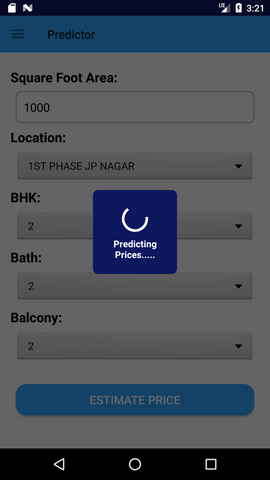 LTE 3:21
Predictor
Square Foot Area:
1000
Location:
1ST PHASE JP NAGAR
BHK:
2
Predicting
Prices.....
Bath:
2
Balcony:
2
ESTIMATE PRICE